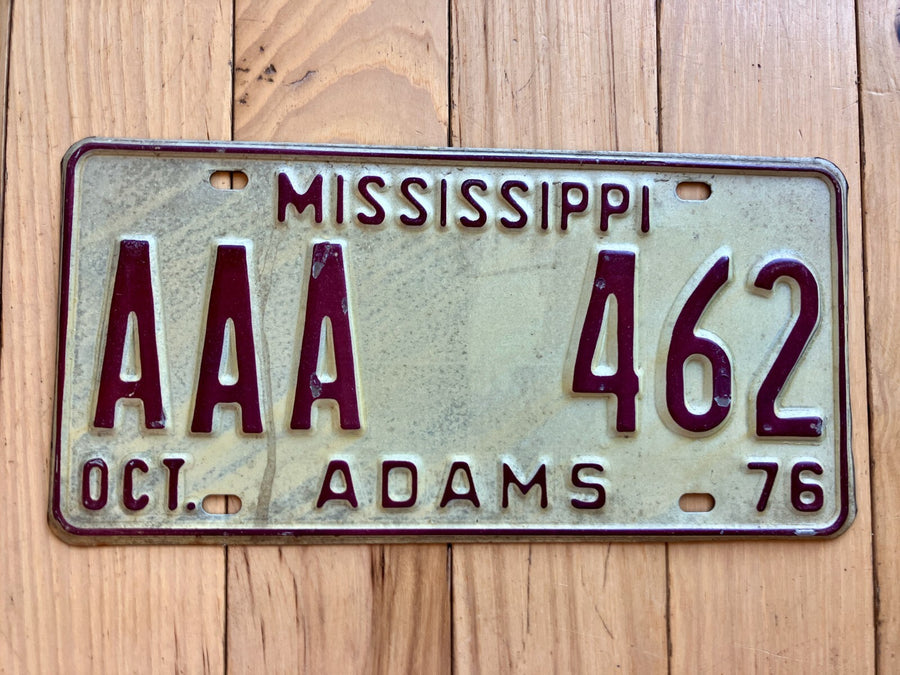 MISSISSIPPI
AAA 462
OCT. ADAMS 76